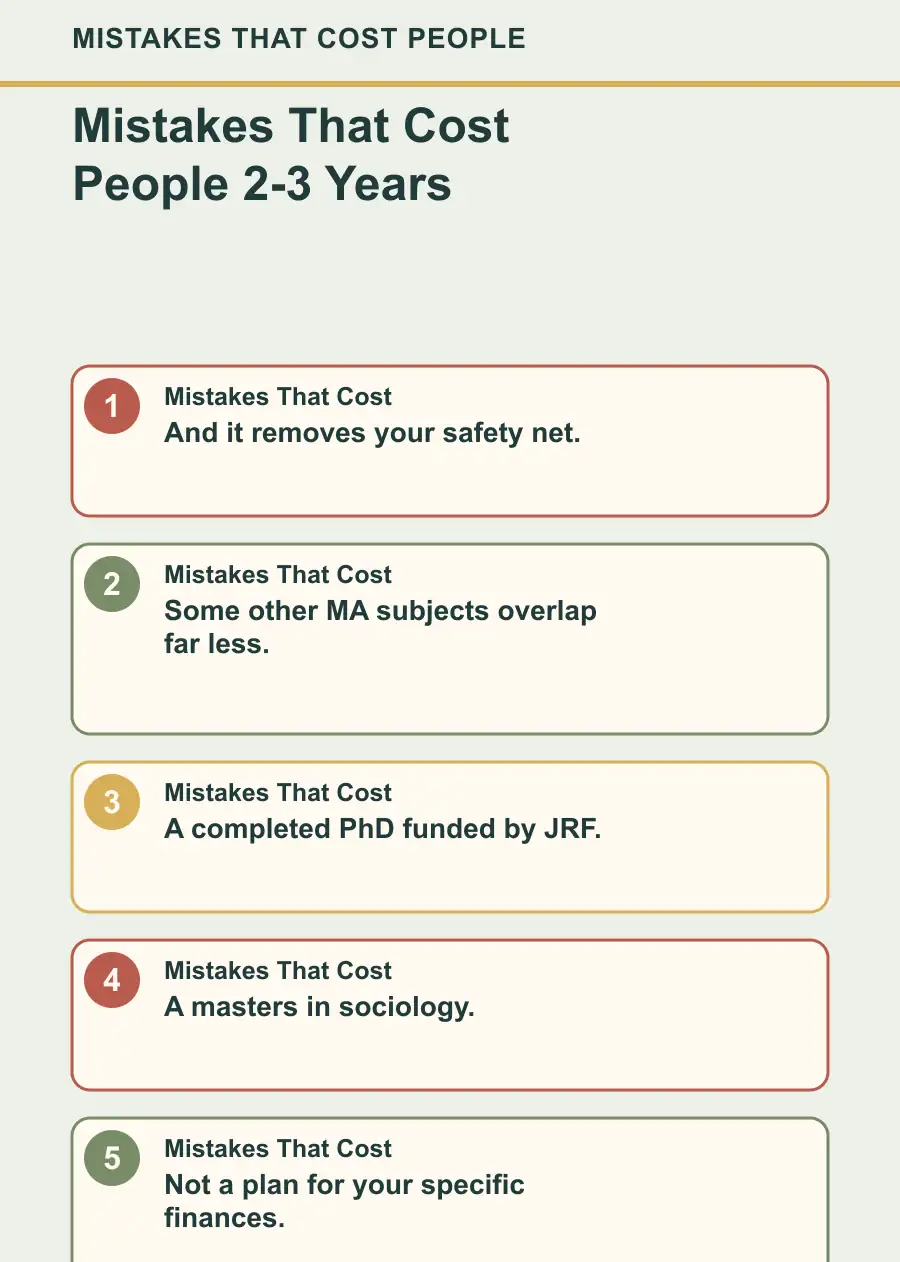 MISTAKES THAT COST PEOPLE
Mistakes That Cost
People 2-3 Years
1
Mistakes That Cost
And it removes your safety net.
2
Mistakes That Cost
Some other MA subjects overlap
far less.
3
Mistakes That Cost
A completed PhD funded by JRF.
4
Mistakes That Cost
A masters in sociology.
5
Mistakes That Cost
Not a plan for your specific
finances.